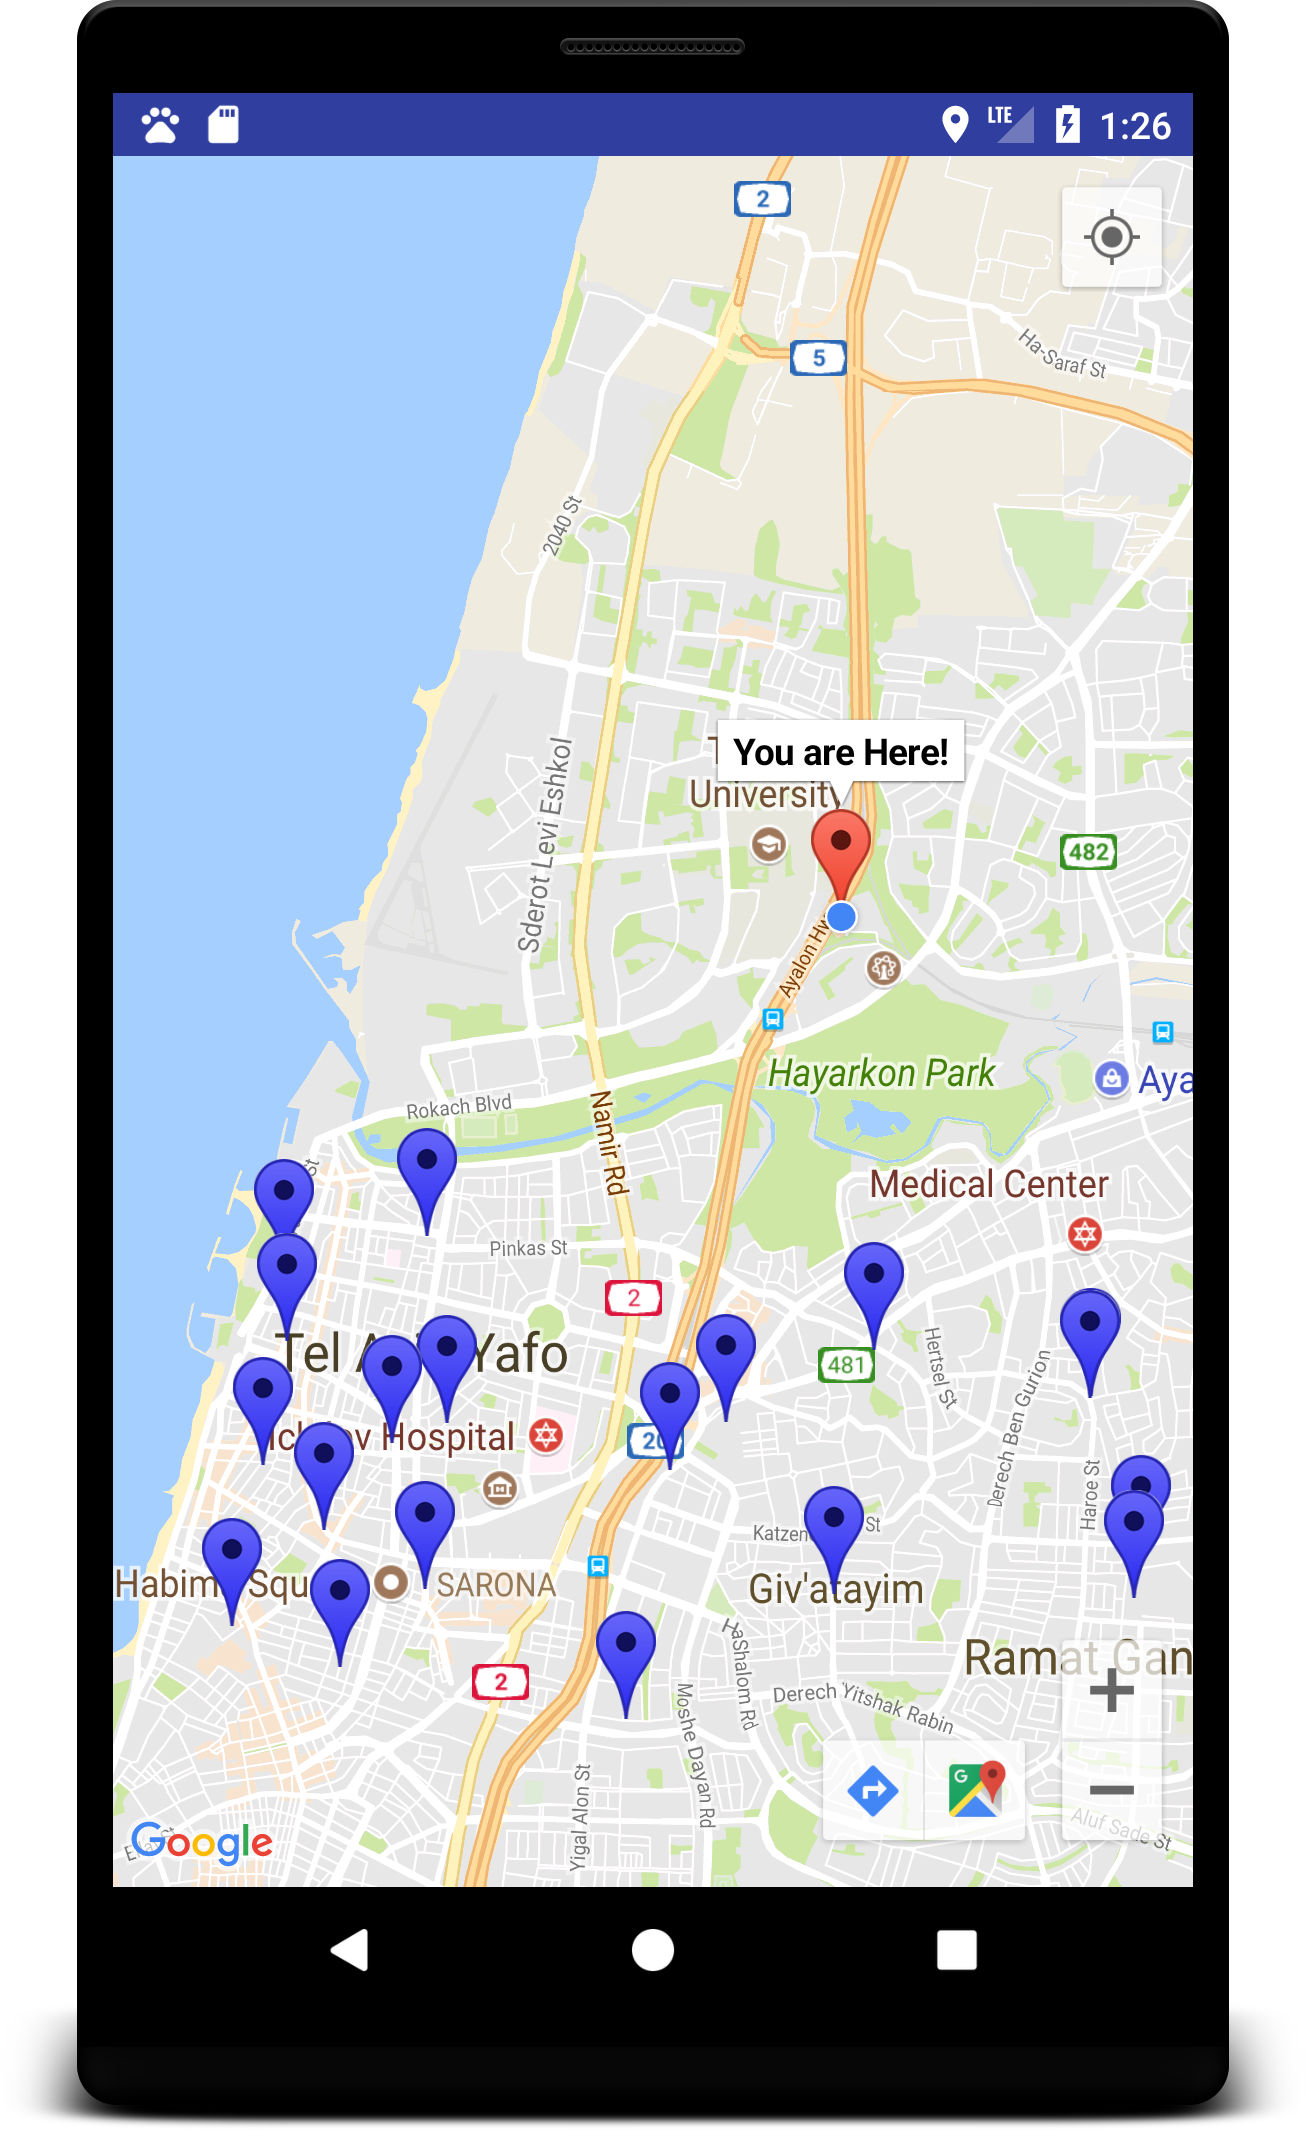 LTE 1:26
2
5
Ha-Saraf St
2040 St
You are Here!
University
Sderot Levi Eshkol
482
Ayalon Hw
Hayarkon Park
Aya
Rokach Blvd
Namir Rd
St
Medical Center
Pinkas St
2
Tel A Yafo
481
Hertsel St
Derech Ben Gurion
Hospital
20
Haroe St
Katzen St
Habim Squ
SARONA
Giv'atayim
HaShalom Rd
Ramat Gan
2
Derech Yitshak Rabin
Moshe Dayan Rd
Yigal Alon St
G
Aluf Sade St
Google